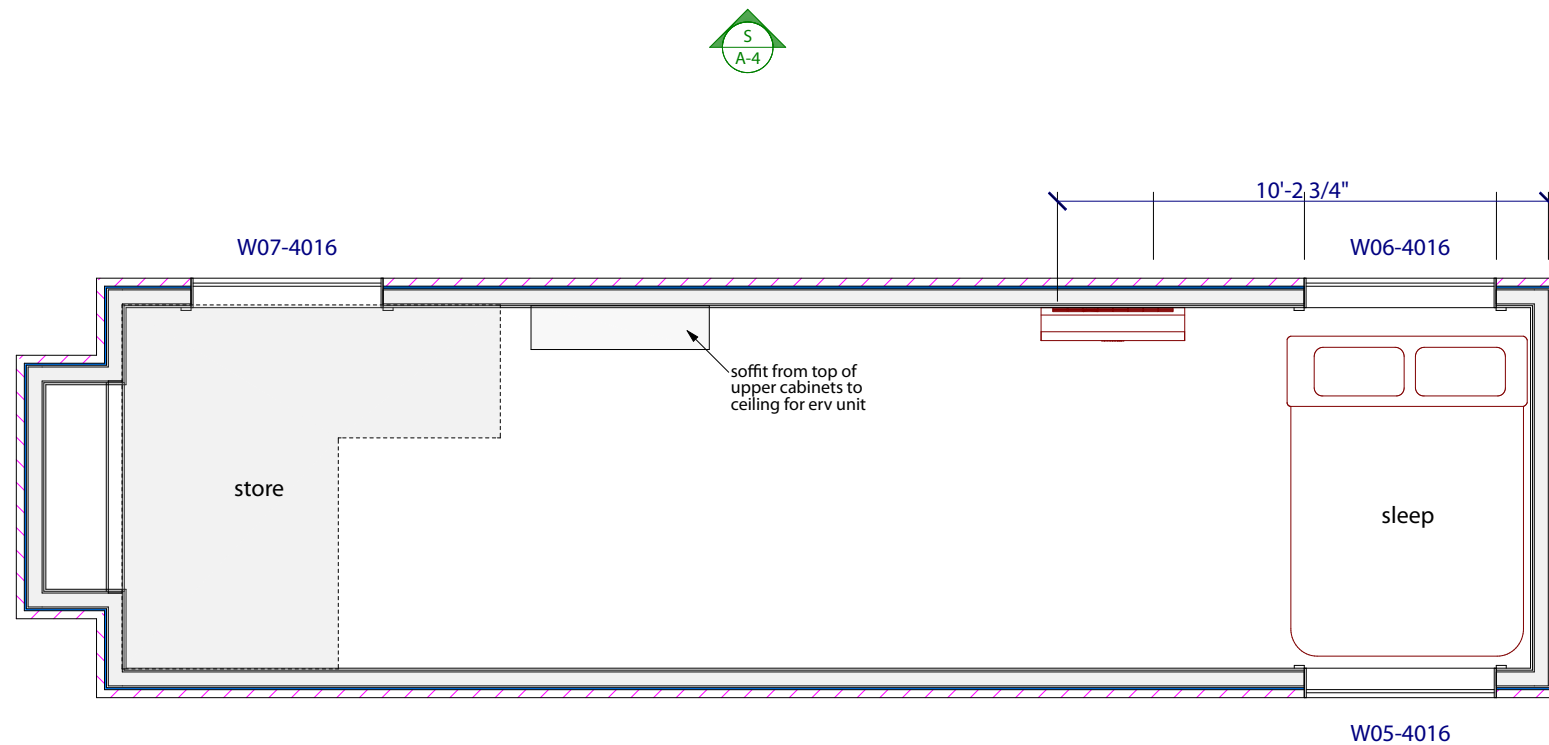 S
A-4
10'-2 3/4"
W07-4016
W06-4016
soffit from top of
upper cabinets to
ceiling for erv unit
store
sleep
W05-4016